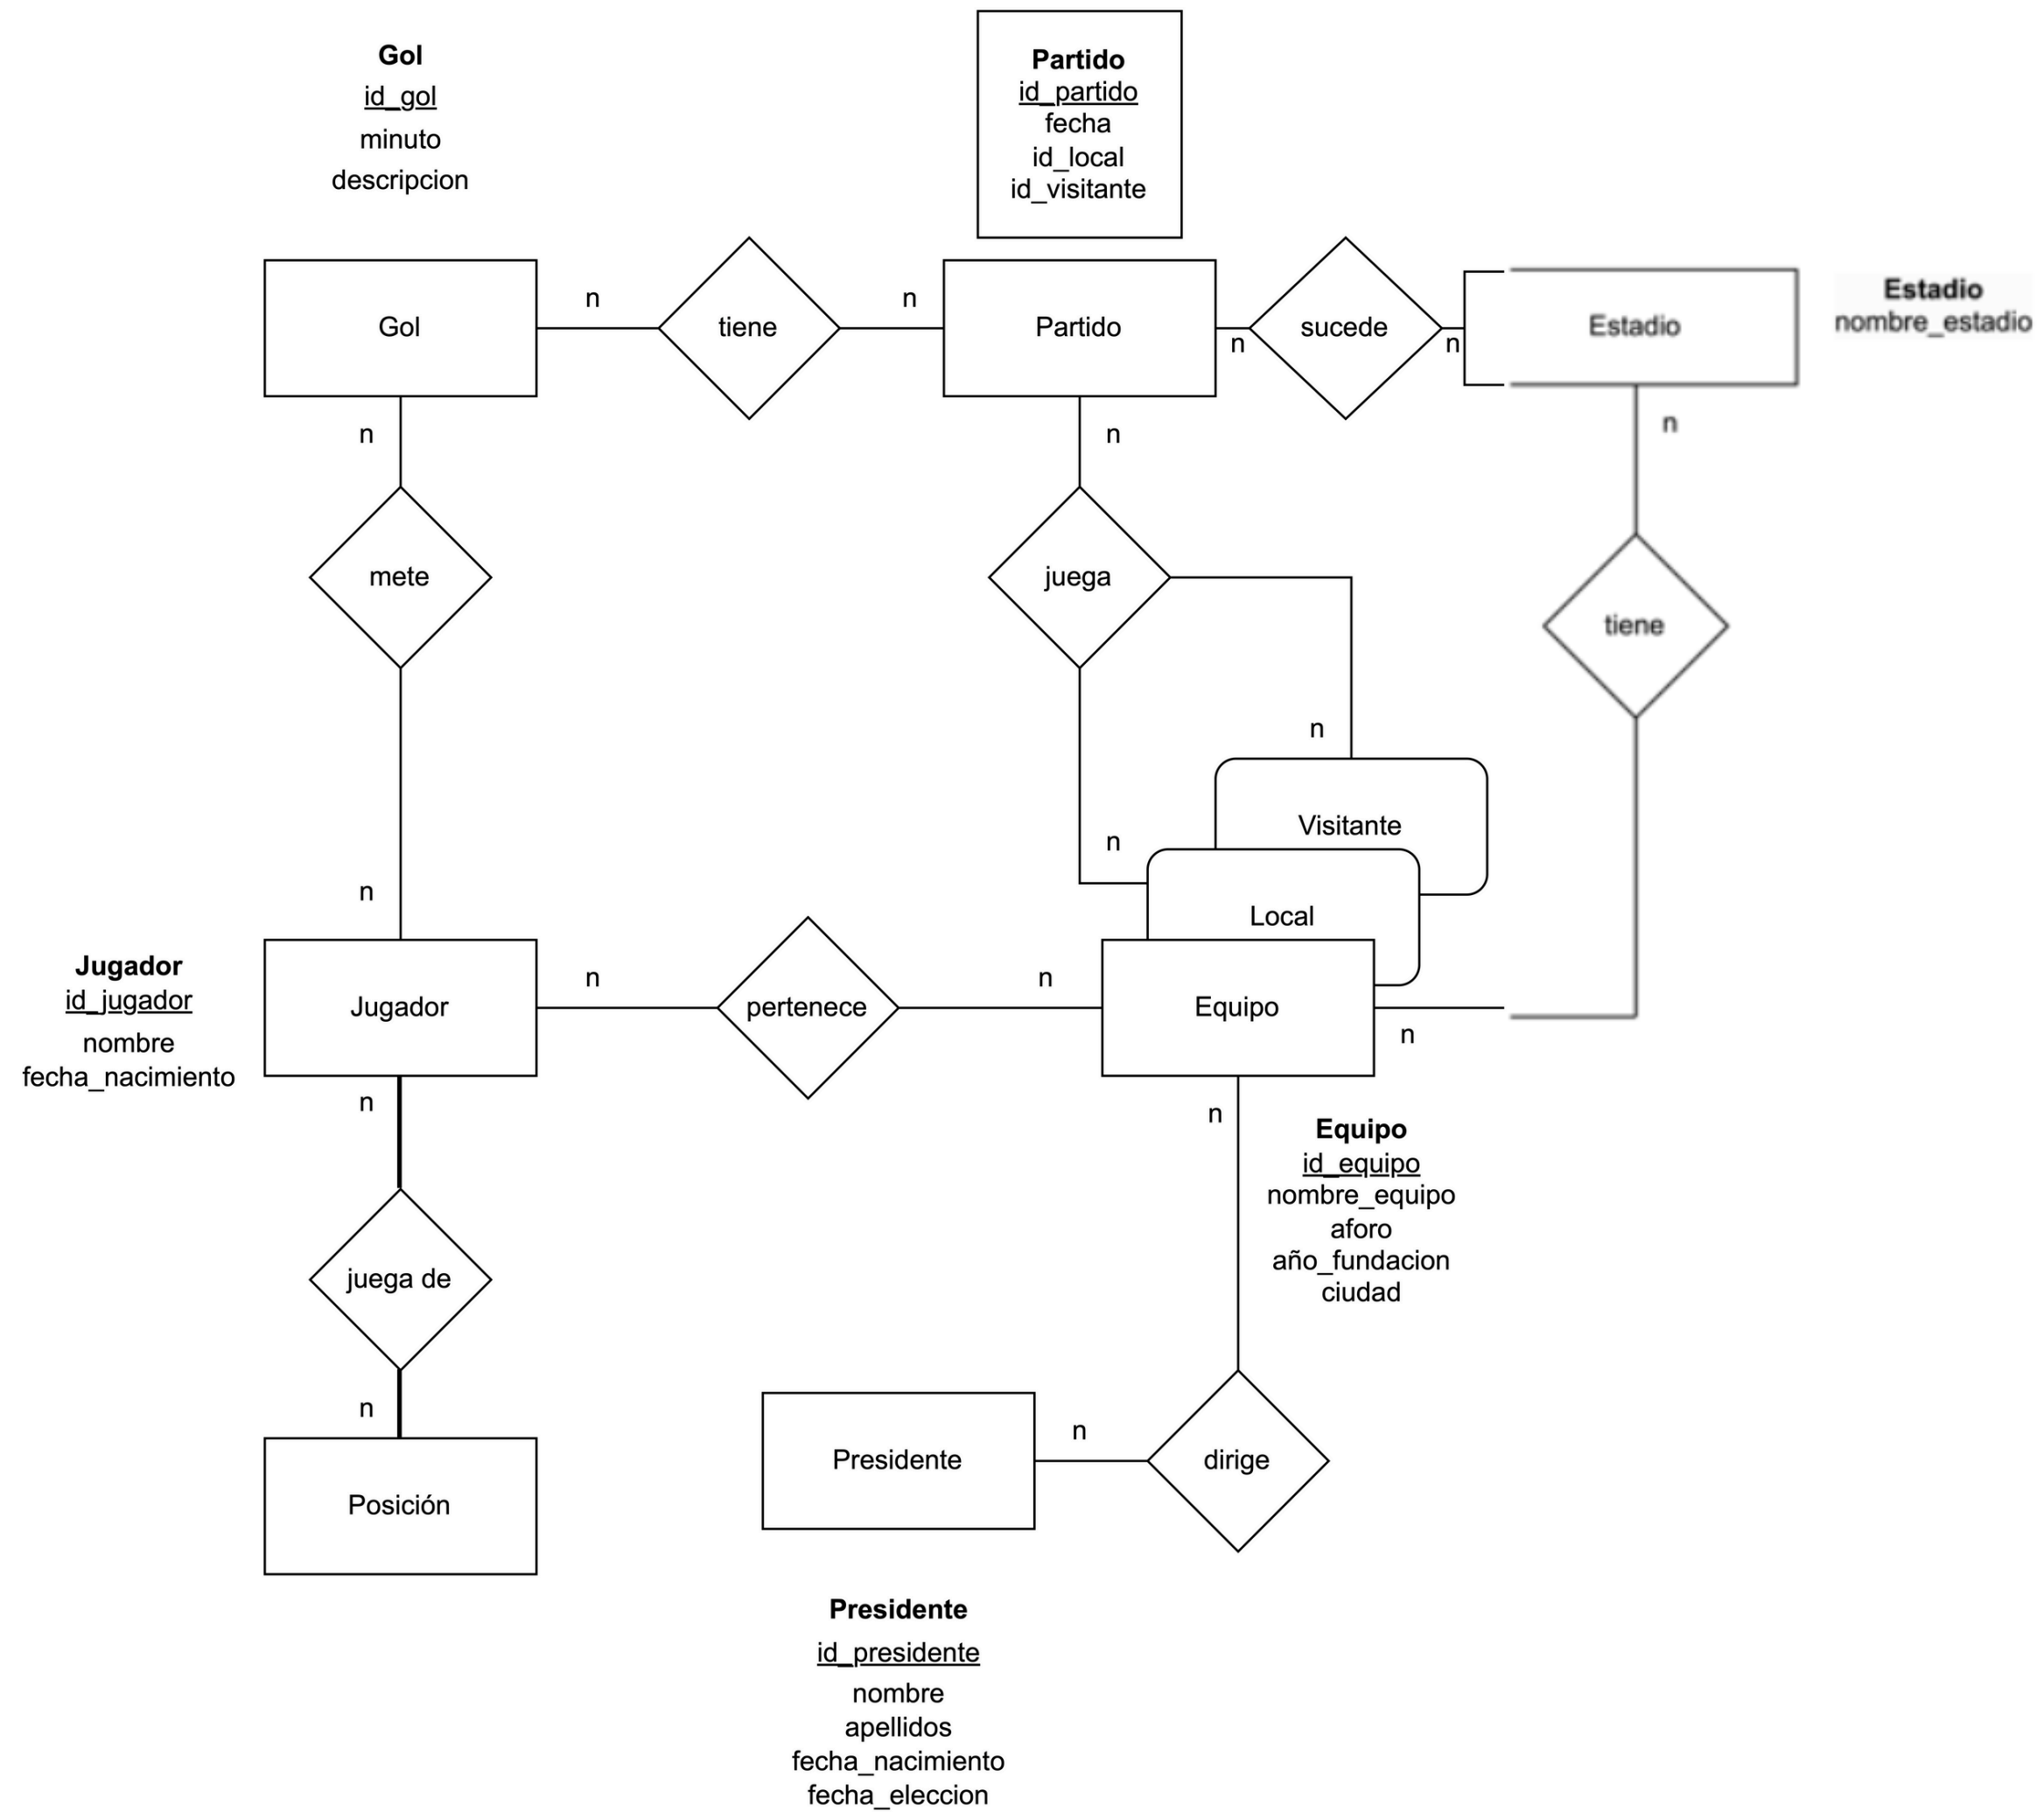 Gol
id_gol
minuto
descripcion
Partido
id_partido
fecha
id_local
id_visitante
Gol
n
tiene
n
Partido
n
sucede
n
Estadio
Estadio
nombre_estadio
n
n
n
mete
juega
tiene
n
Visitante
n
Local
n
Jugador
id_jugador
nombre
fecha_nacimiento
Jugador
n
pertenece
n
Equipo
n
n
n
Equipo
id_equipo
nombre_equipo
aforo
año_fundacion
ciudad
juega de
n
Posición
Presidente
n
dirige
Presidente
id_presidente
nombre
apellidos
fecha_nacimiento
fecha_eleccion